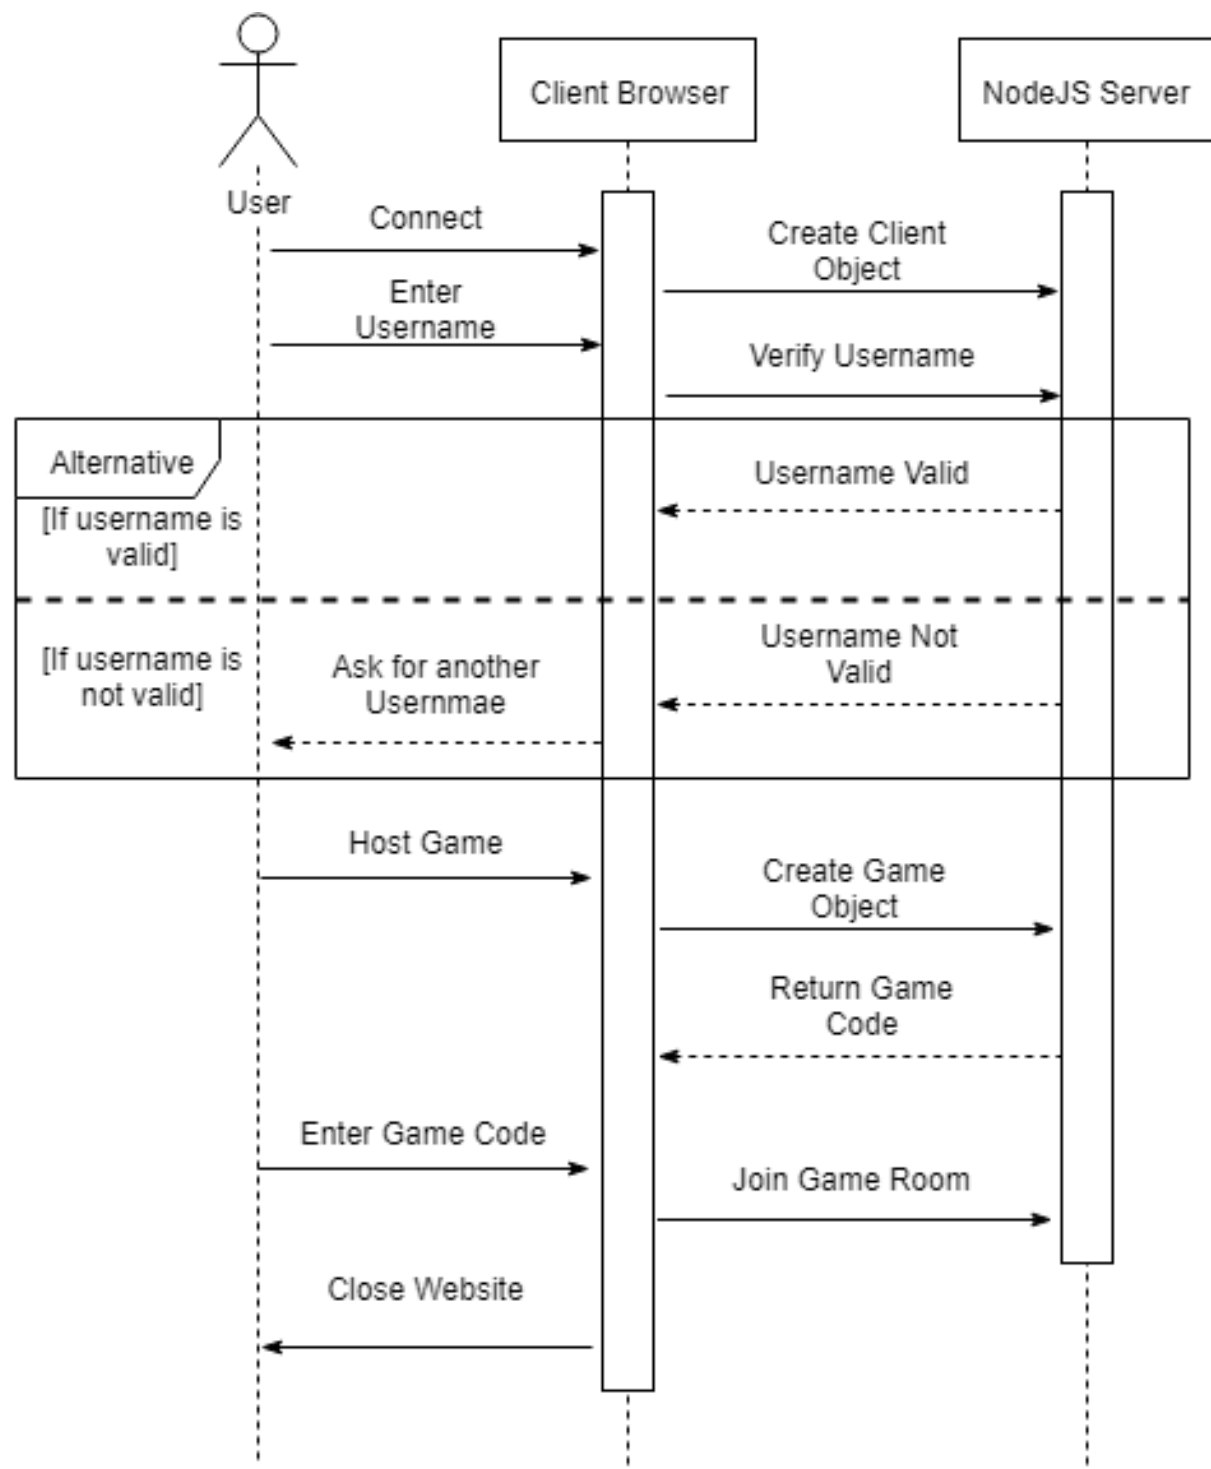 Client Browser
NodeJS Server
User
Connect
Create Client
Object
Enter
Username
Verify Username
Alternative
Username Valid
[If username is
valid]
Username Not
Valid
[If username is
not valid]
Ask for another
Usernmae
Host Game
Create Game
Object
Return Game
Code
Enter Game Code
Join Game Room
Close Website